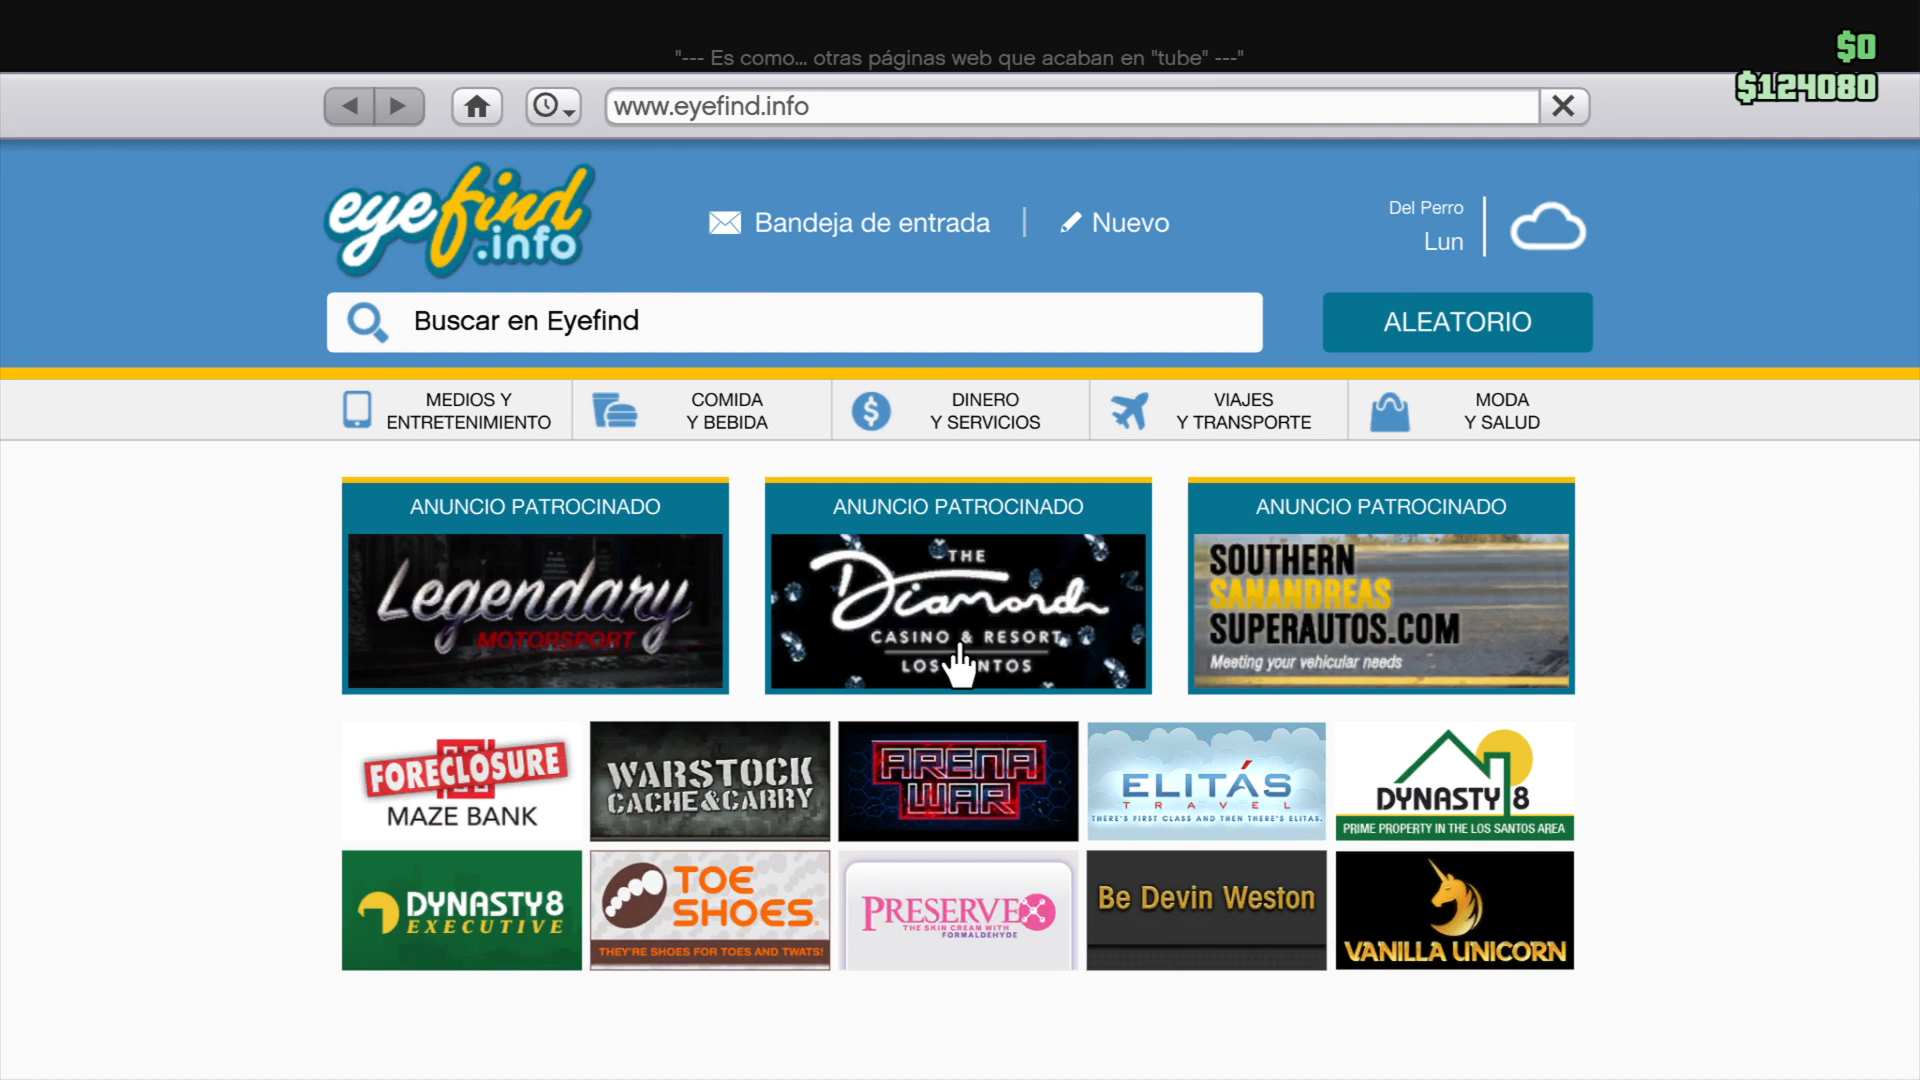 "--- Es como... otras páginas web que acaban en "tube" ---"
$0
$124080
www.eyefind.info
eyefind
.info
Bandeja de entrada
Nuevo
Del Perro
Lun
Buscar en Eyefind
ALEATORIO
MEDIOS Y
ENTRETENIMIENTO
COMIDA
Y BEBIDA
DINERO
Y SERVICIOS
VIAJES
Y TRANSPORTE
MODA
Y SALUD
ANUNCIO PATROCINADO
Legendary
MOTORSPORT
ANUNCIO PATROCINADO
THE
Diamond
CASINO & RESORT
LOS NTOS
ANUNCIO PATROCINADO
SOUTHERN
SANANDREAS
SUPERAUTOS.COM
Meeting your vehicular needs
FORECLOSURE
MAZE BANK
WARSTOCK
CACHE&CARRY
ARENA
WAR
ELITÁS
TRAVEL
THERE'S FIRST CLASS AND THEN THERE'S ELITAS.
DYNASTY 8
PRIME PROPERTY IN THE LOS SANTOS AREA
DYNASTY8
EXECUTIVE
TOE
SHOES
THEY'RE SHOES FOR TOES AND TWATS!
PRESERVEX
THE SKIN CREAM WITH
FORMALDEHYDE
Be Devin Weston
VANILLA UNICORN